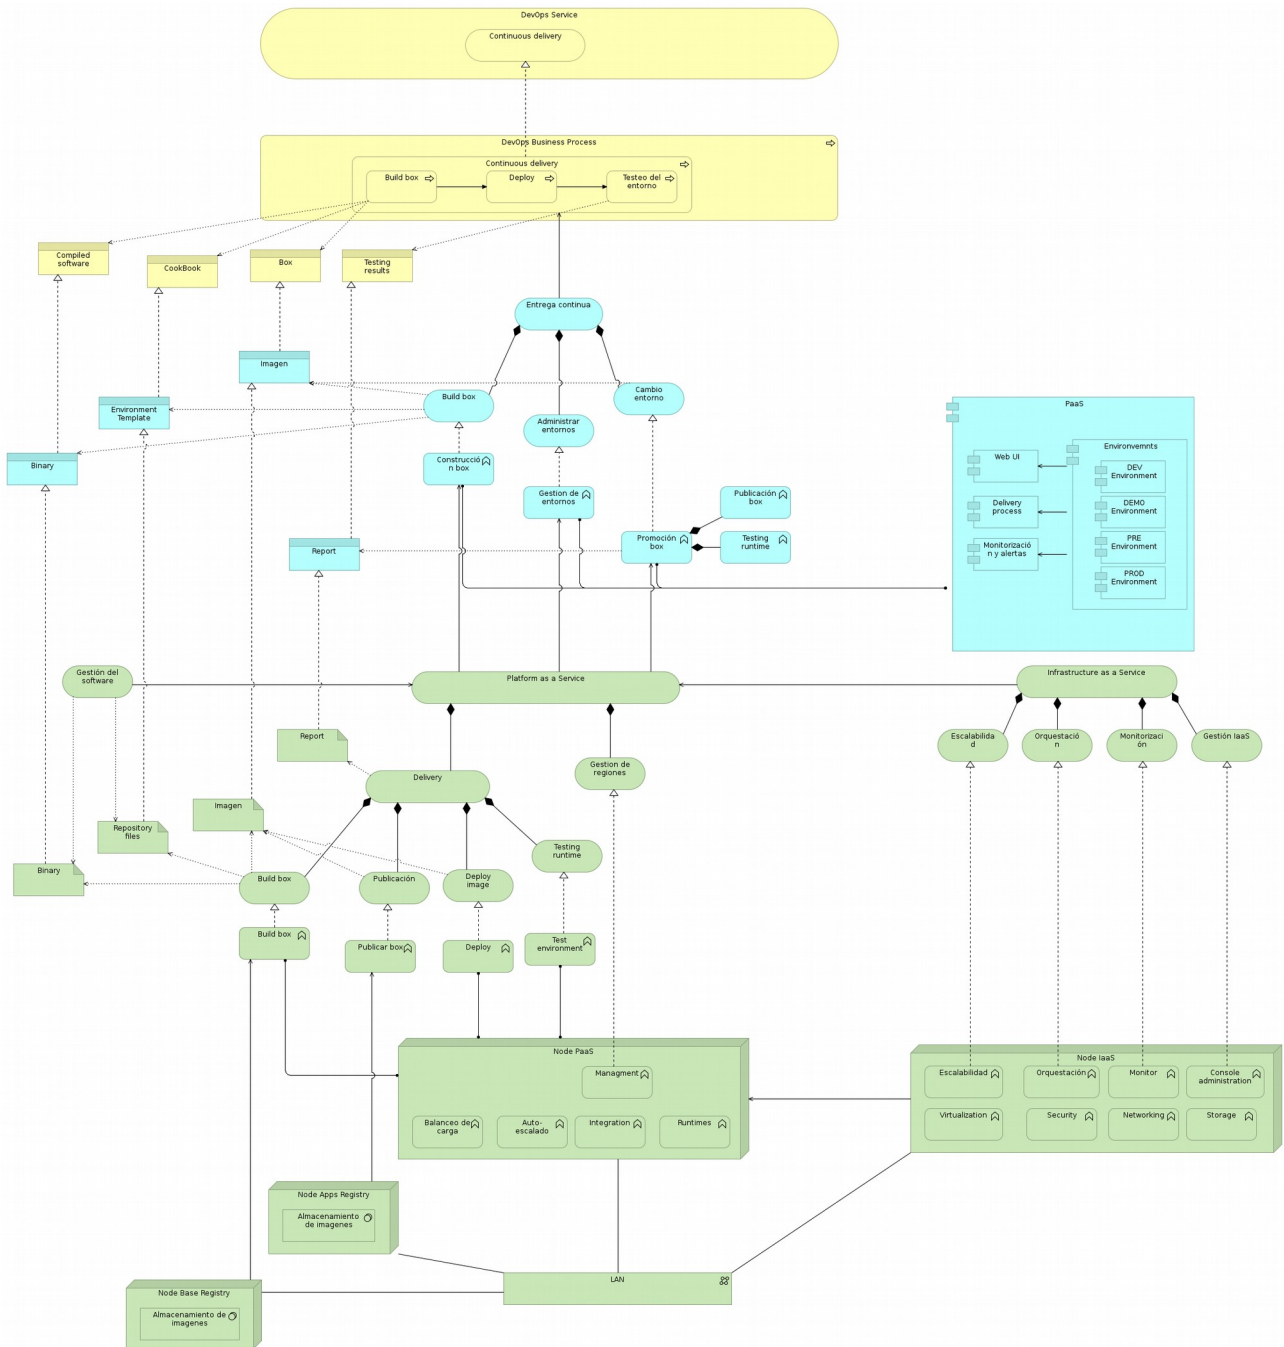 DevOps Service
Continuous delivery
DevOps Business Process
Continuous delivery
Build box
Deploy
Testeo del
entorno
Compiled
software
CookBook
Box
Testing
results
Entrega continua
Imagen
Build box
Cambio
entorno
Environment
Template
Administrar
entornos
Binary
Construcció
n box
Gestion de
entornos
Publicación
box
Promoción
box
Testing
runtime
Report
PaaS
Web UI
Delivery
process
Monitorizació
n y alertas
Environvemnts
DEV
Environment
DEMO
Environment
PRE
Environment
PROD
Environment
Gestión del
software
Platform as a Service
Infrastructure as a Service
Report
Escalabilida
d
Orquestació
n
Monitorizaci
ón
Gestión IaaS
Delivery
Gestion de
regiones
Imagen
Repository
files
Testing
runtime
Binary
Build box
Publicación
Deploy
image
Build box
Publicar box
Deploy
Test
environment
Node PaaS
Managment
Balanceo de
carga
Auto-
escalado
Integration
Runtimes
Node IaaS
Escalabilidad
Orquestación
Monitor
Console
administration
Virtualization
Security
Networking
Storage
Node Apps Registry
Almacenamiento
de imagenes
LAN
Node Base Registry
Almacenamiento de
imagenes